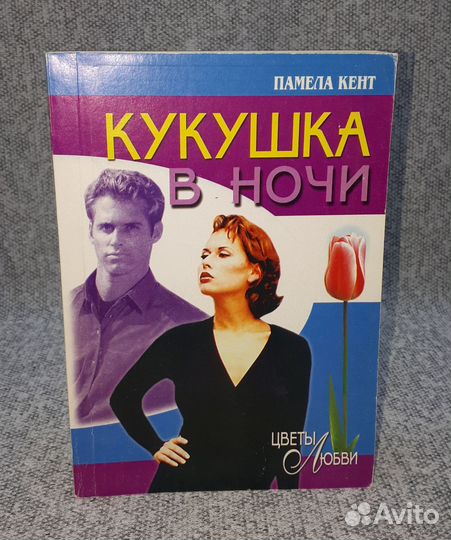 ПАМЕЛА КЕНТ
КУКУШКА
В НОЧИ
ЦВЕТЫ
ЛЮБВИ
Avito